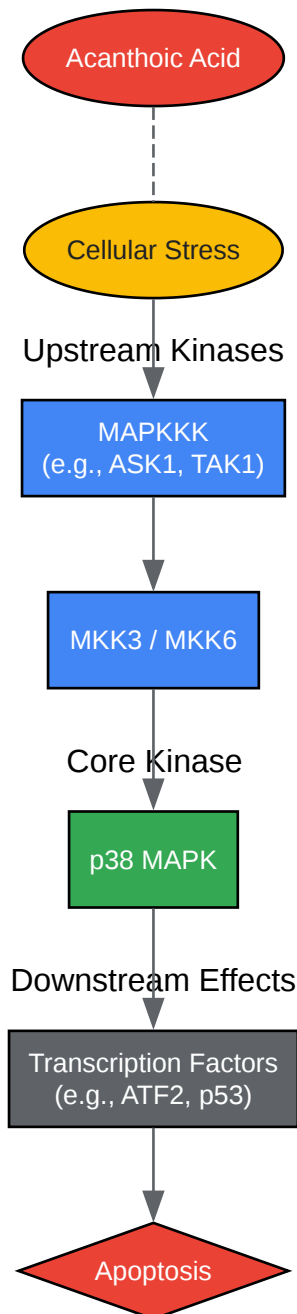 Acanthoic Acid
Cellular Stress
Upstream Kinases
MAPKKK
(e.g., ASK1, TAK1)
MKK3 / MKK6
Core Kinase
p38 MAPK
Downstream Effects
Transcription Factors
(e.g., ATF2, p53)
Apoptosis